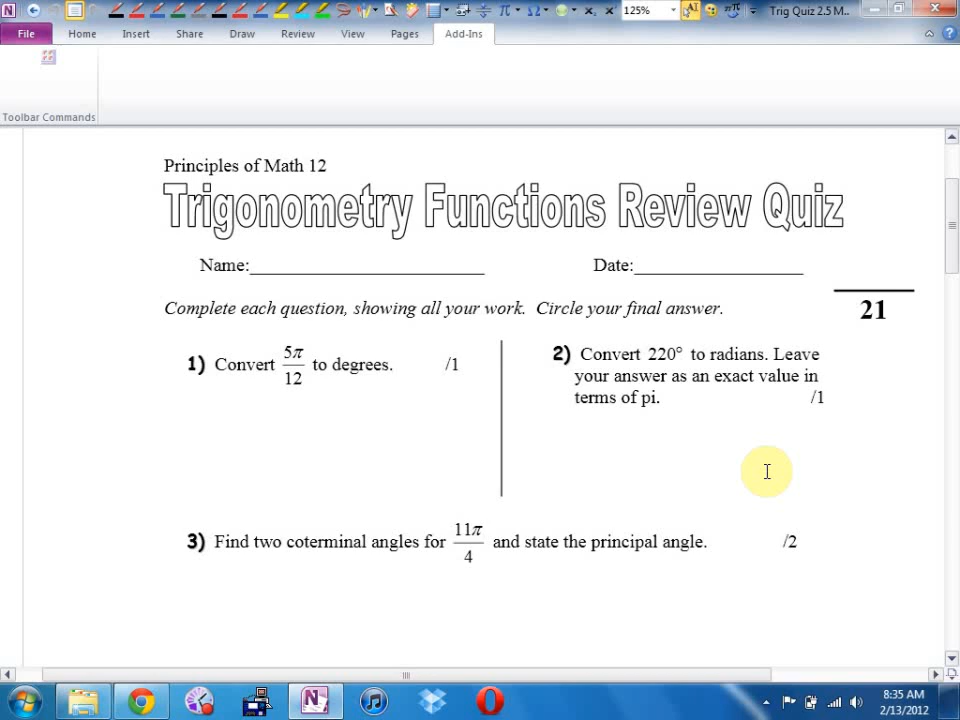 125%
Trig Quiz 2.5 M..
File Home Insert Share Draw Review View Pages Add-Ins
Toolbar Commands
Principles of Math 12
Trigonometry Functions Review Quiz
Name:_______________ Date:_______________
Complete each question, showing all your work. Circle your final answer.
21
1) Convert 5π/12 to degrees. /1
2) Convert 220° to radians. Leave
your answer as an exact value in
terms of pi. /1
3) Find two coterminal angles for 11π/4 and state the principal angle. /2
8:35 AM
2/13/2012